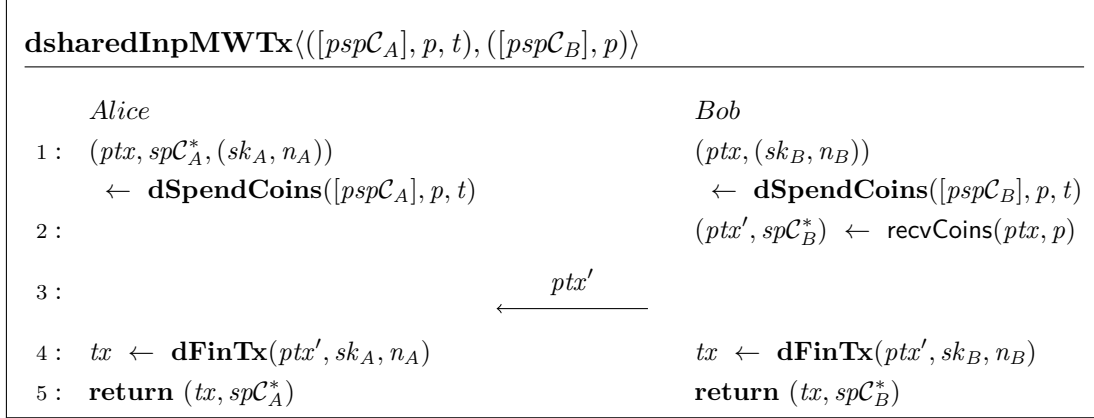 dsharedInpMWTx⟨([pspC_A], p, t), ([pspC_B], p)⟩
Alice Bob
1 : (ptx, spC*_A, (sk_A, n_A)) (ptx, (sk_B, n_B))
← dSpendCoins([pspC_A], p, t) ← dSpendCoins([pspC_B], p, t)
2 : (ptx′, spC*_B) ← recvCoins(ptx, p)
3 : ptx′
4 : tx ← dFinTx(ptx′, sk_A, n_A) tx ← dFinTx(ptx′, sk_B, n_B)
5 : return (tx, spC*_A) return (tx, spC*_B)